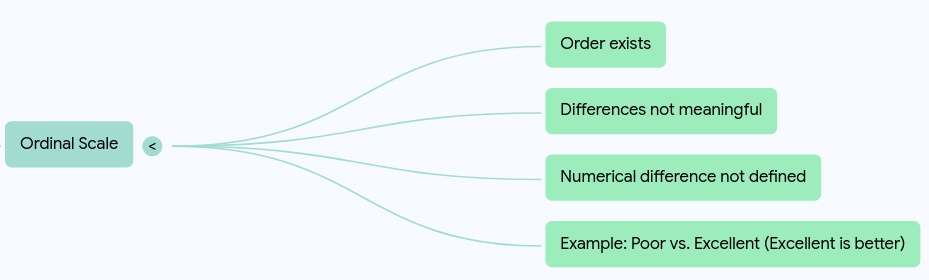 Order exists
Differences not meaningful
Ordinal Scale <
Numerical difference not defined
Example: Poor vs. Excellent (Excellent is better)